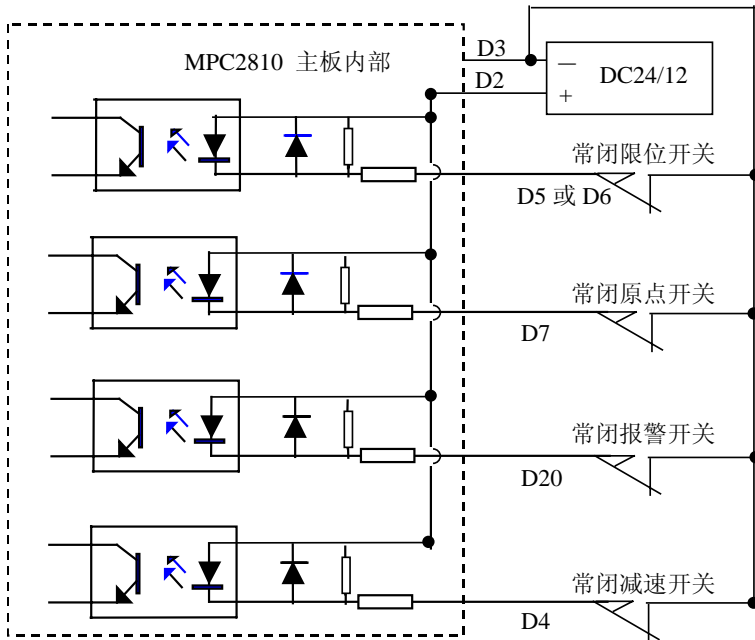 MPC2810 主板内部
D3
D2
—
+
DC24/12
常闭限位开关
D5 或 D6
常闭原点开关
D7
常闭报警开关
D20
常闭减速开关
D4